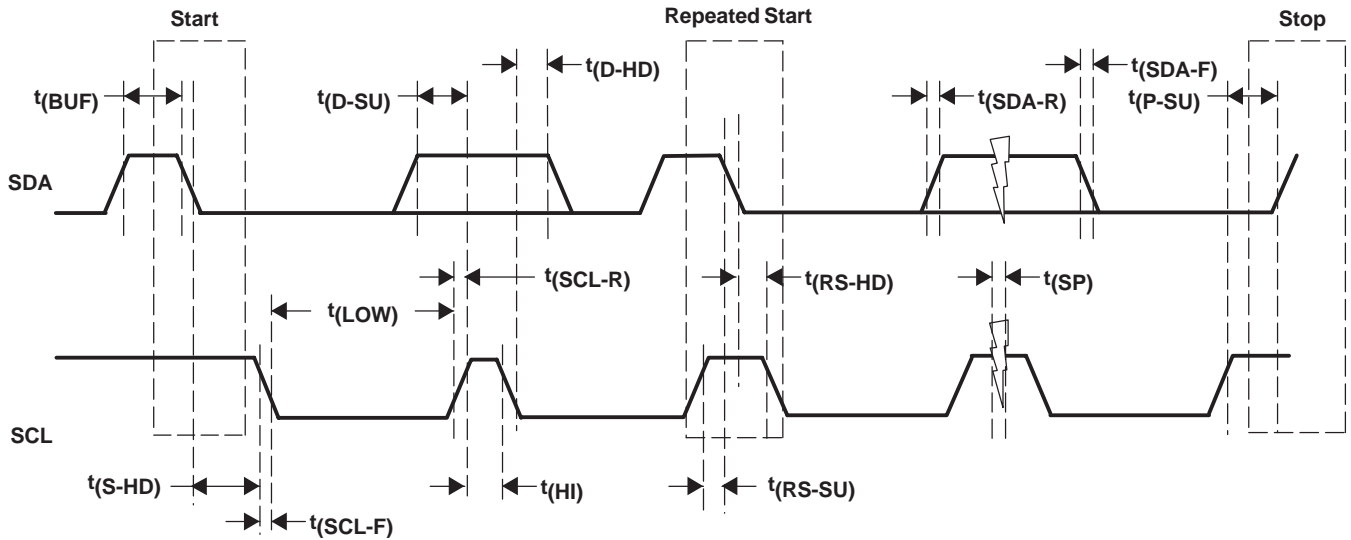 Start
Repeated Start
Stop
t(D-HD)
t(SDA-F)
t(BUF)
t(D-SU)
t(SDA-R)
t(P-SU)
SDA
t(SCL-R)
t(RS-HD)
t(SP)
t(LOW)
SCL
t(S-HD)
t(HI)
t(RS-SU)
t(SCL-F)